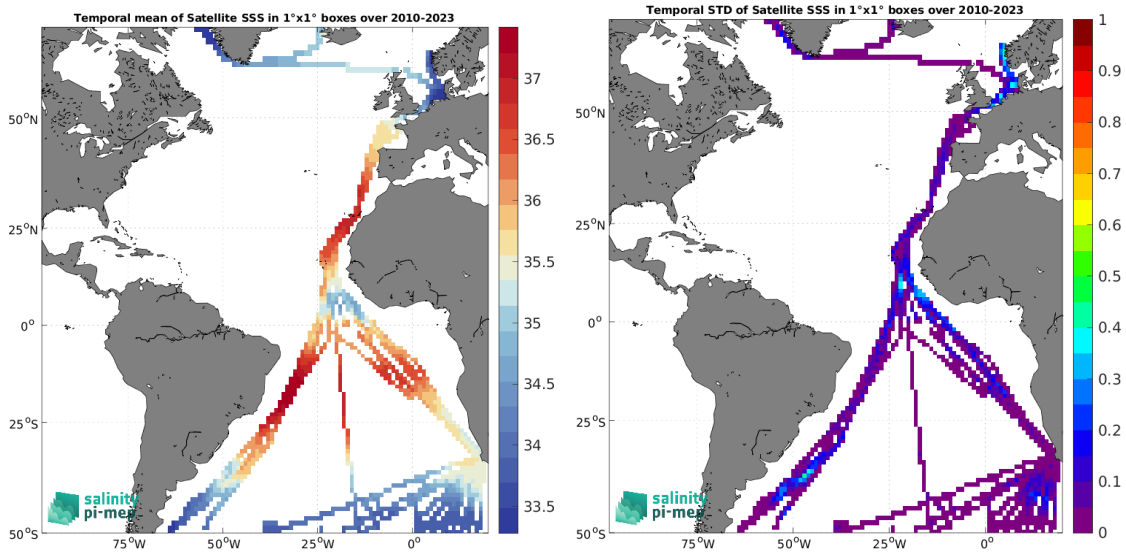 Temporal mean of Satellite SSS in 1°x1° boxes over 2010-2023
50°N
25°N
0°
25°S
50°S
75°W
50°W
25°W
0°
37
36.5
36
35.5
35
34.5
34
33.5
salinity
pi-mep
Temporal STD of Satellite SSS in 1°x1° boxes over 2010-2023
50°N
25°N
0°
25°S
50°S
75°W
50°W
25°W
0°
1
0.9
0.8
0.7
0.6
0.5
0.4
0.3
0.2
0.1
0
salinity
pi-mep